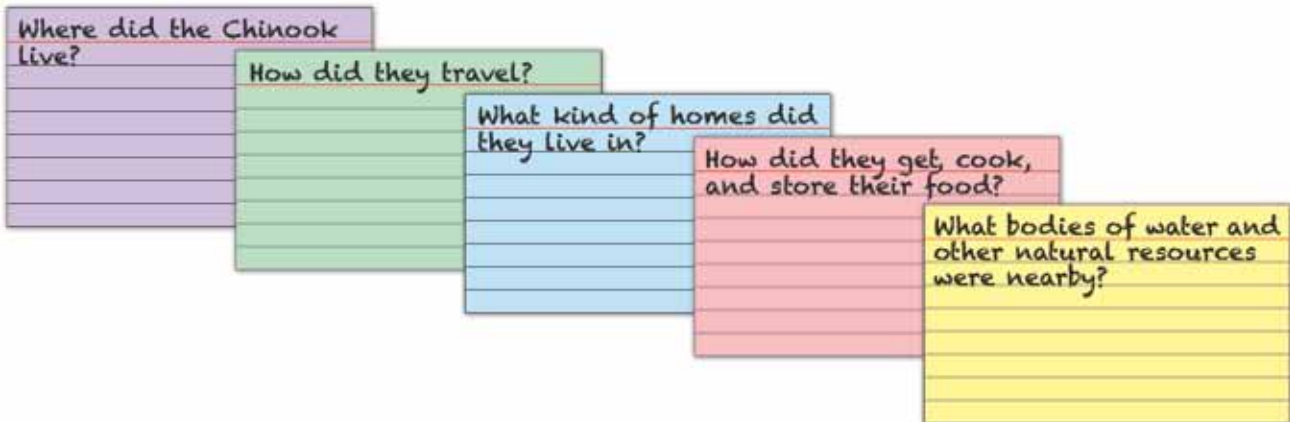 Where did the Chinook
live?
How did they travel?
What kind of homes did
they live in?
How did they get, cook,
and store their food?
What bodies of water and
other natural resources
were nearby?